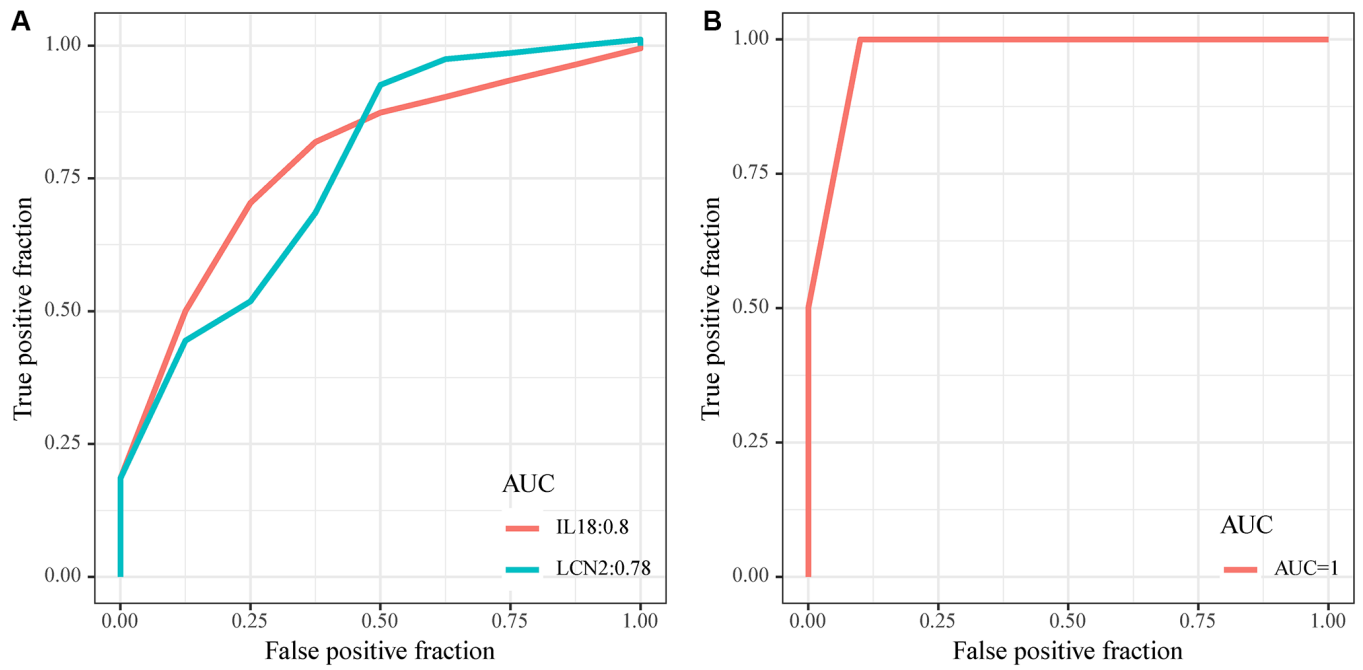 A
1.00
0.75
0.50
0.25
0.00
True positive fraction
0.00 0.25 0.50 0.75 1.00
False positive fraction
AUC
IL18:0.8
LCN2:0.78
B
1.00
0.75
0.50
0.25
0.00
True positive fraction
0.00 0.25 0.50 0.75 1.00
False positive fraction
AUC
AUC=1